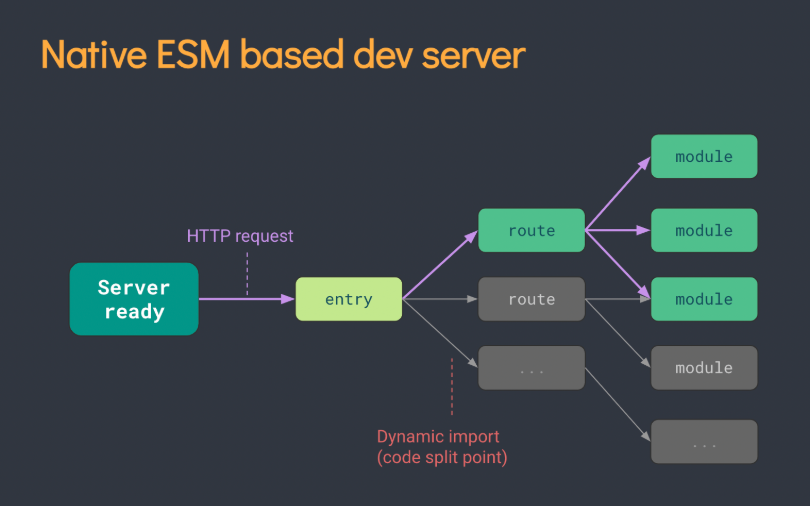 Native ESM based dev server
module
HTTP request
route
module
Server
ready
entry
route
module
...
module
Dynamic import
(code split point)
...